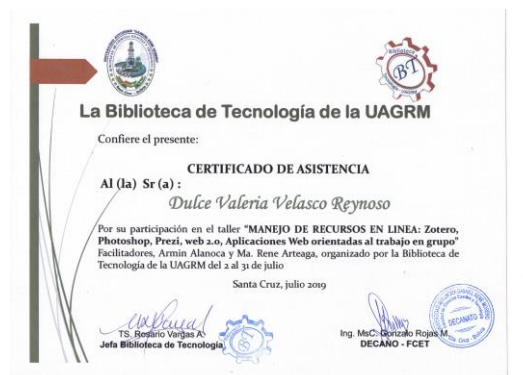 Biblioteca
BT
La Biblioteca de Tecnología de la UAGRM
Confiere el presente:
CERTIFICADO DE ASISTENCIA
Al (la) Sr (a) :
Dulce Valeria Velasco Reynoso
Por su participación en el taller “MANEJO DE RECURSOS EN LINEA: Zotero,
Photoshop, Prezi, web 2.0, Aplicaciones Web orientadas al trabajo en grupo”
Facilitadores, Armin Alanoca y Ma. Rene Arteaga, organizado por la Biblioteca de
Tecnología de la UAGRM del 2 al 31 de julio
Santa Cruz, julio 2019
TS. Rosario Vargas A.
Jefa Biblioteca de Tecnología
Ing. MsC. Gonzalo Rojas M.
DECANO - FCET
DECANATO